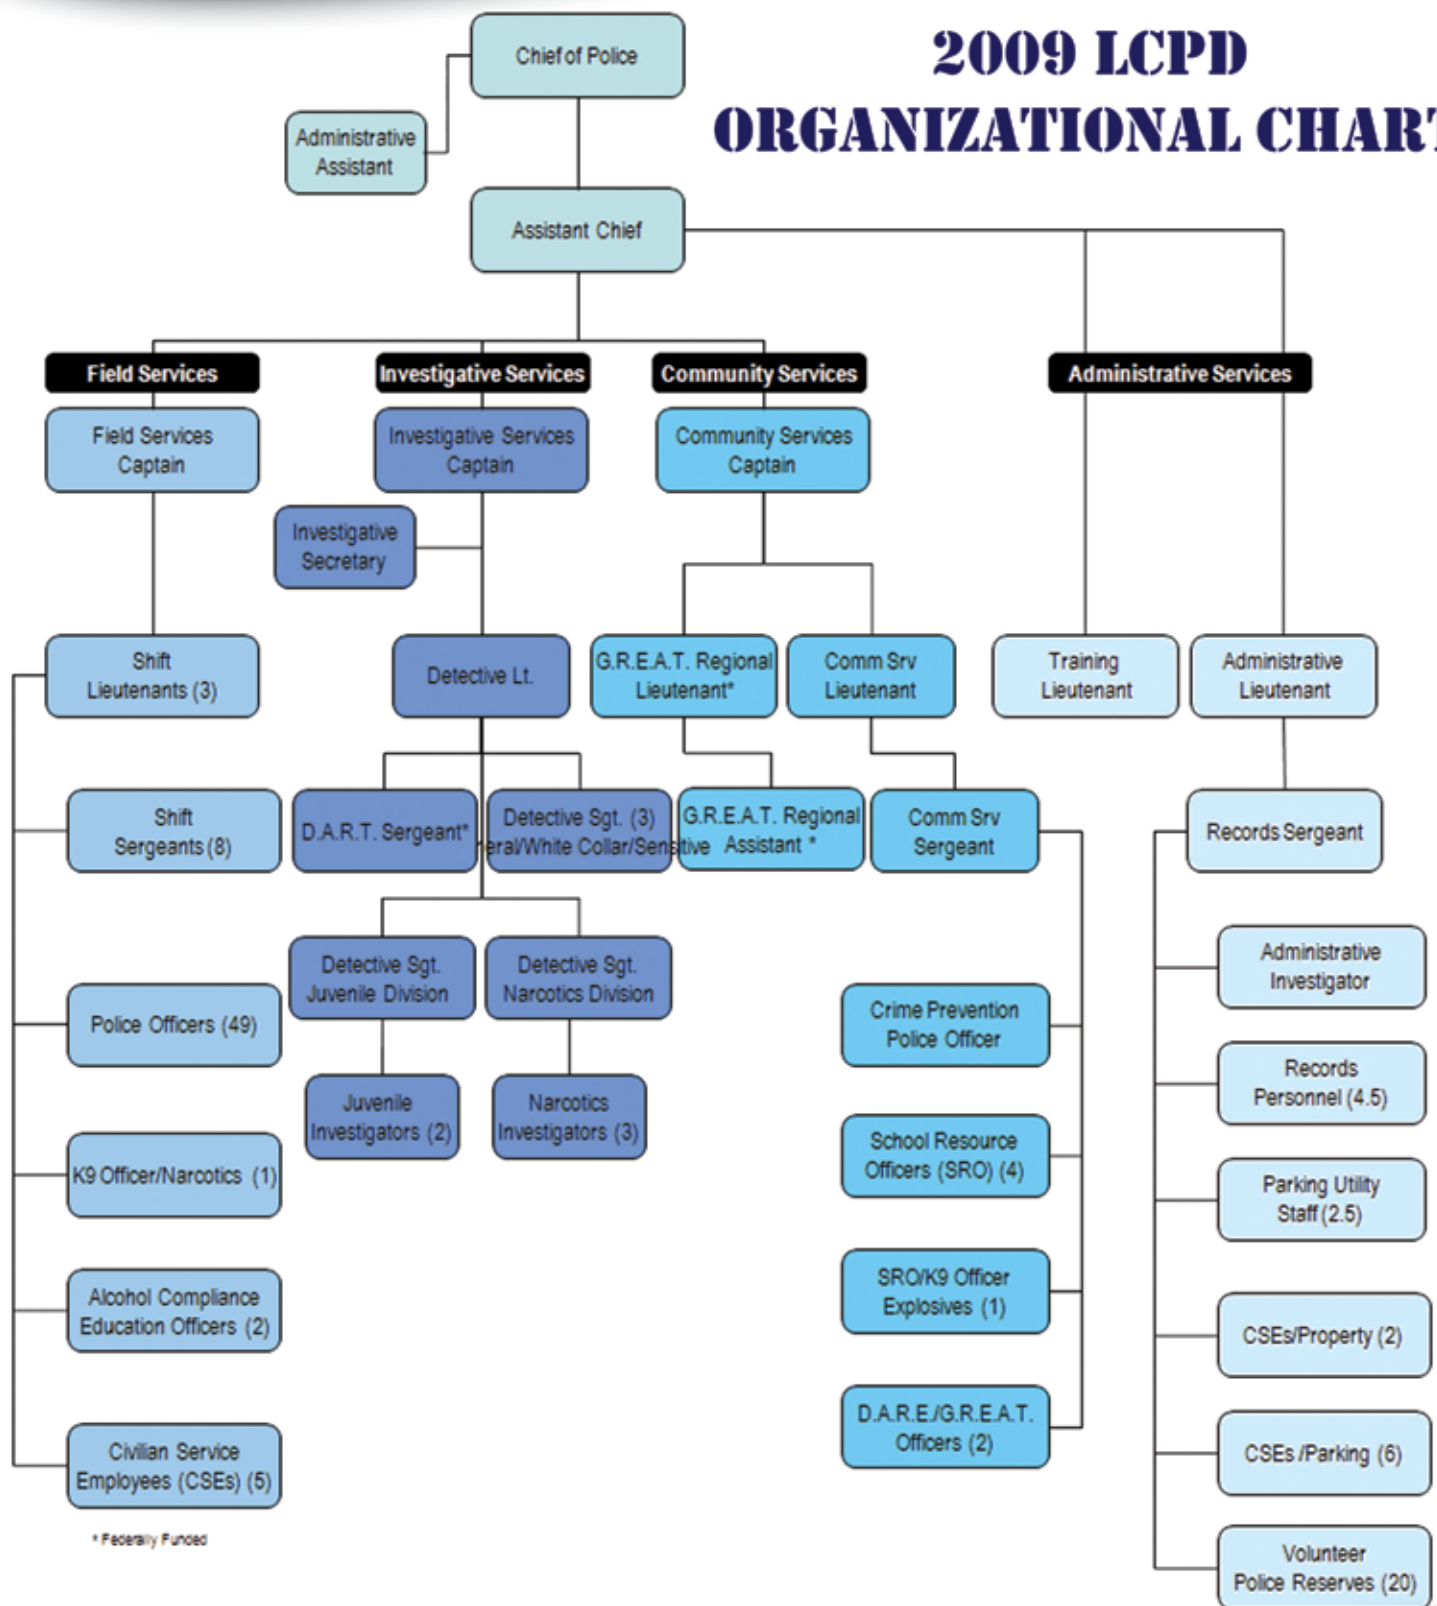 2009 LCPD
ORGANIZATIONAL CHART
Chief of Police
Administrative
Assistant
Assistant Chief
Field Services
Investigative Services
Community Services
Administrative Services
Field Services
Captain
Investigative Services
Captain
Community Services
Captain
Investigative
Secretary
Shift
Lieutenants (3)
Detective Lt.
G.R.E.A.T. Regional
Lieutenant*
Comm Srv
Lieutenant
Training
Lieutenant
Administrative
Lieutenant
Shift
Sergeants (8)
D.A.R.T. Sergeant*
Detective Sgt. (3)
neral/White Collar/Sensitive
G.R.E.A.T. Regional
Assistant *
Comm Srv
Sergeant
Records Sergeant
Police Officers (49)
Detective Sgt.
Juvenile Division
Detective Sgt.
Narcotics Division
Crime Prevention
Police Officer
Administrative
Investigator
Juvenile
Investigators (2)
Narcotics
Investigators (3)
Records
Personnel (4.5)
K9 Officer/Narcotics (1)
School Resource
Officers (SRO) (4)
Parking Utility
Staff (2.5)
Alcohol Compliance
Education Officers (2)
SRO/K9 Officer
Explosives (1)
CSEs/Property (2)
Civilian Service
Employees (CSEs) (5)
D.A.R.E./G.R.E.A.T.
Officers (2)
CSEs /Parking (6)
Volunteer
Police Reserves (20)
* Federally Funded